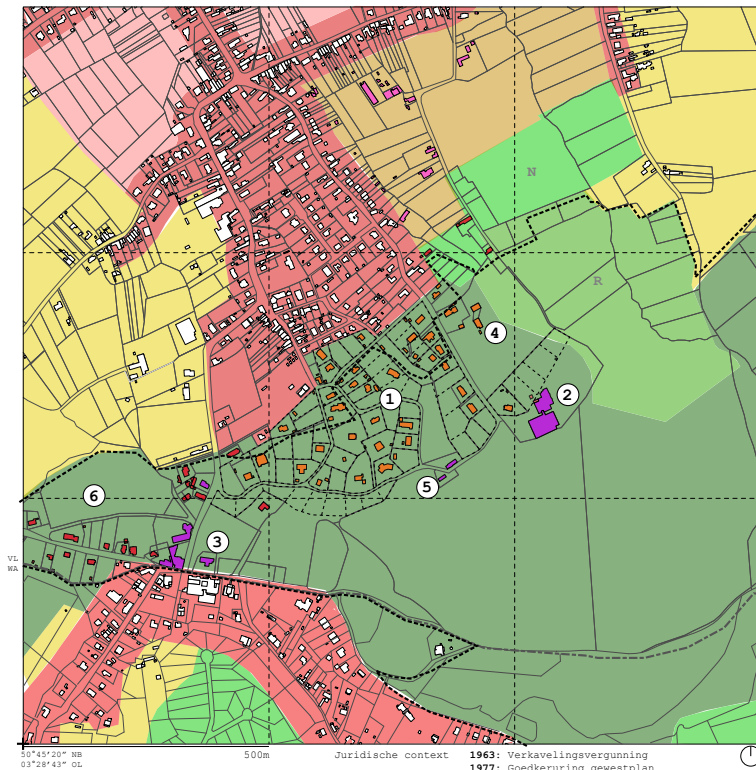 N
R
4
1
2
5
6
3
VL
WA
50°45′20″ NB
03°28′43″ OL
500m
Juridische context
1963: Verkavelingsvergunning
1977: Goedkeruring gewestplan